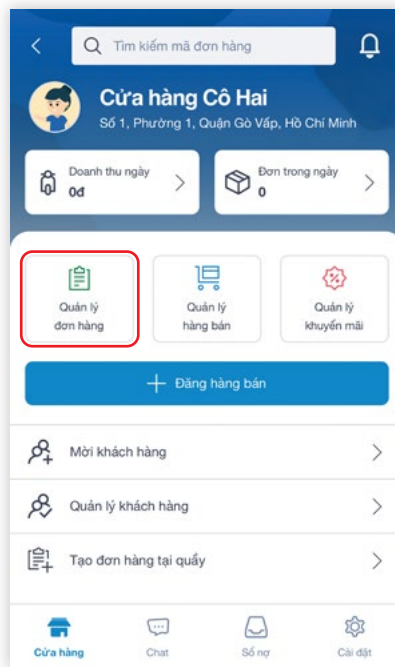 Tìm kiếm mã đơn hàng
Cửa hàng Cô Hai
Số 1, Phường 1, Quận Gò Vấp, Hồ Chí Minh
Doanh thu ngày
0đ
Đơn trong ngày
0
Quản lý
đơn hàng
Quản lý
hàng bán
Quản lý
khuyến mãi
Đăng hàng bán
Mời khách hàng
Quản lý khách hàng
Tạo đơn hàng tại quầy
Cửa hàng
Chat
Sổ nợ
Cài đặt